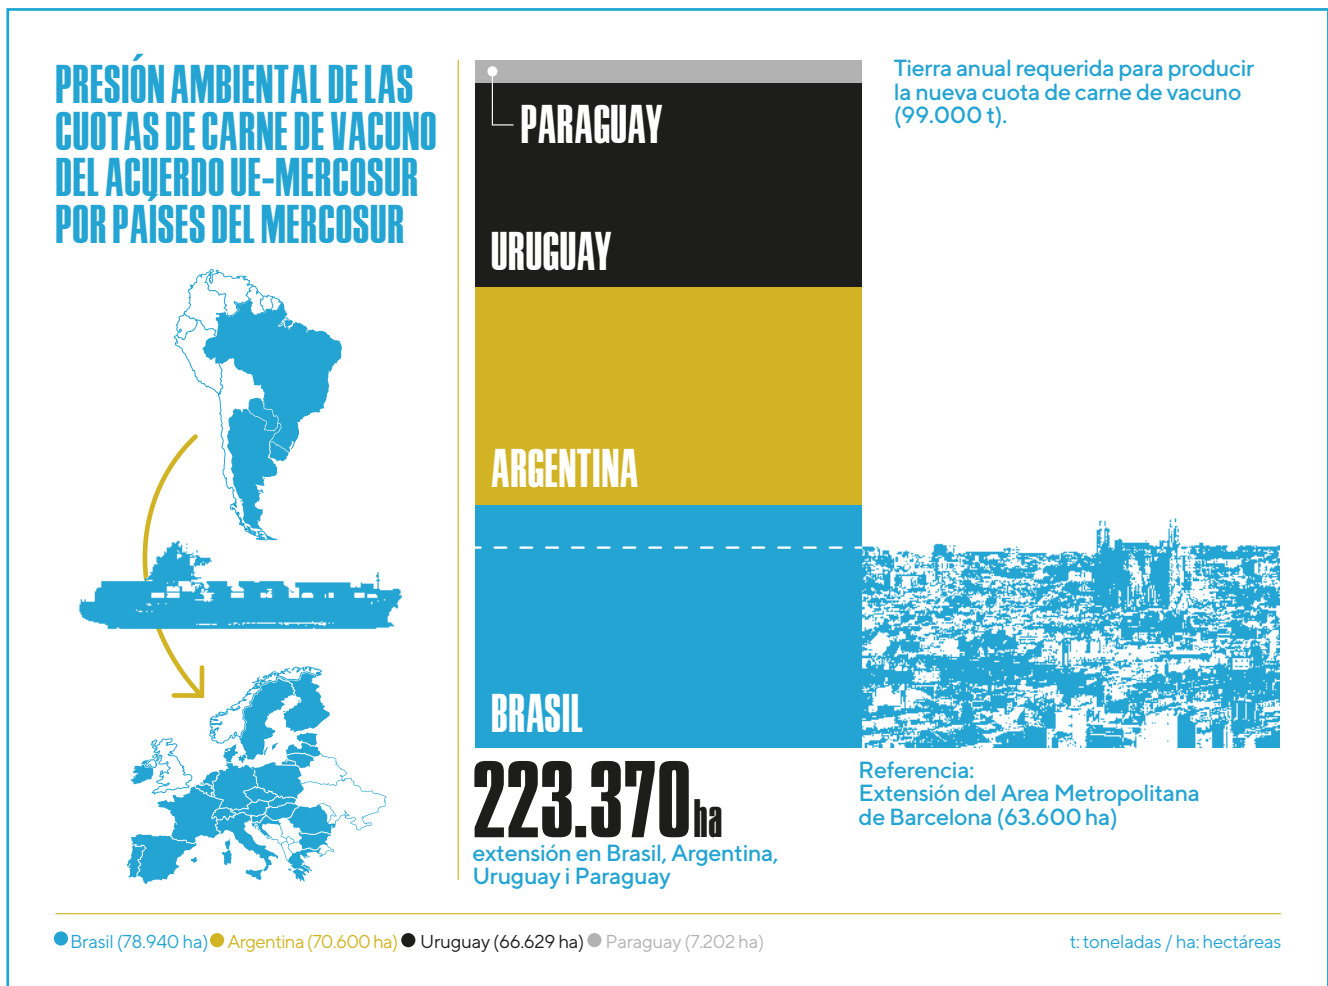 PRESIÓN AMBIENTAL DE LAS
CUOTAS DE CARNE DE VACUNO
DEL ACUERDO UE-MERCOSUR
POR PAÍSES DEL MERCOSUR
PARAGUAY
URUGUAY
ARGENTINA
BRASIL
Tierra anual requerida para producir
la nueva cuota de carne de vacuno
(99.000 t).
223.370 ha
extensión en Brasil, Argentina,
Uruguay i Paraguay
Referencia:
Extensión del Area Metropolitana
de Barcelona (63.600 ha)
Brasil (78.940 ha) Argentina (70.600 ha) Uruguay (66.629 ha) Paraguay (7.202 ha)
t: toneladas / ha: hectáreas